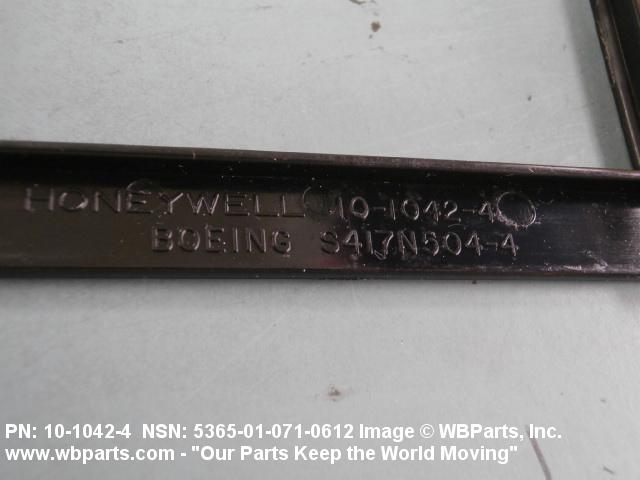 HONEYWELL 10-1042-4
BOEING S417N504-4
PN: 10-1042-4 NSN: 5365-01-071-0612 Image © WBParts, Inc.
www.wbparts.com - "Our Parts Keep the World Moving"